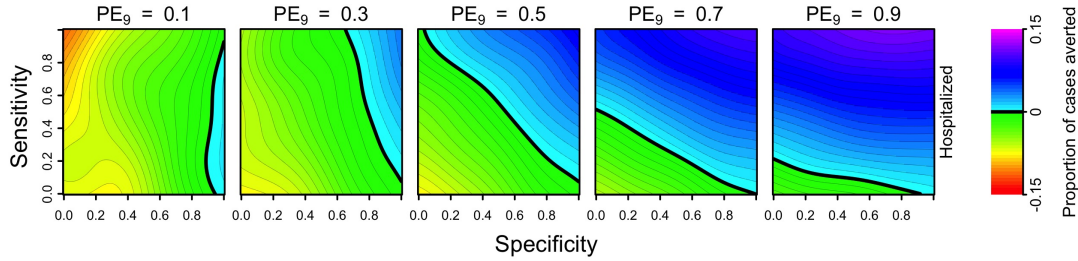 PE₉ = 0.1 PE₉ = 0.3 PE₉ = 0.5 PE₉ = 0.7 PE₉ = 0.9
Sensitivity
0.0 0.2 0.4 0.6 0.8
0.0 0.2 0.4 0.6 0.8 0.0 0.2 0.4 0.6 0.8 0.0 0.2 0.4 0.6 0.8 0.0 0.2 0.4 0.6 0.8 0.0 0.2 0.4 0.6 0.8
Specificity
Hospitalized
-0.15 0 0.15
Proportion of cases averted